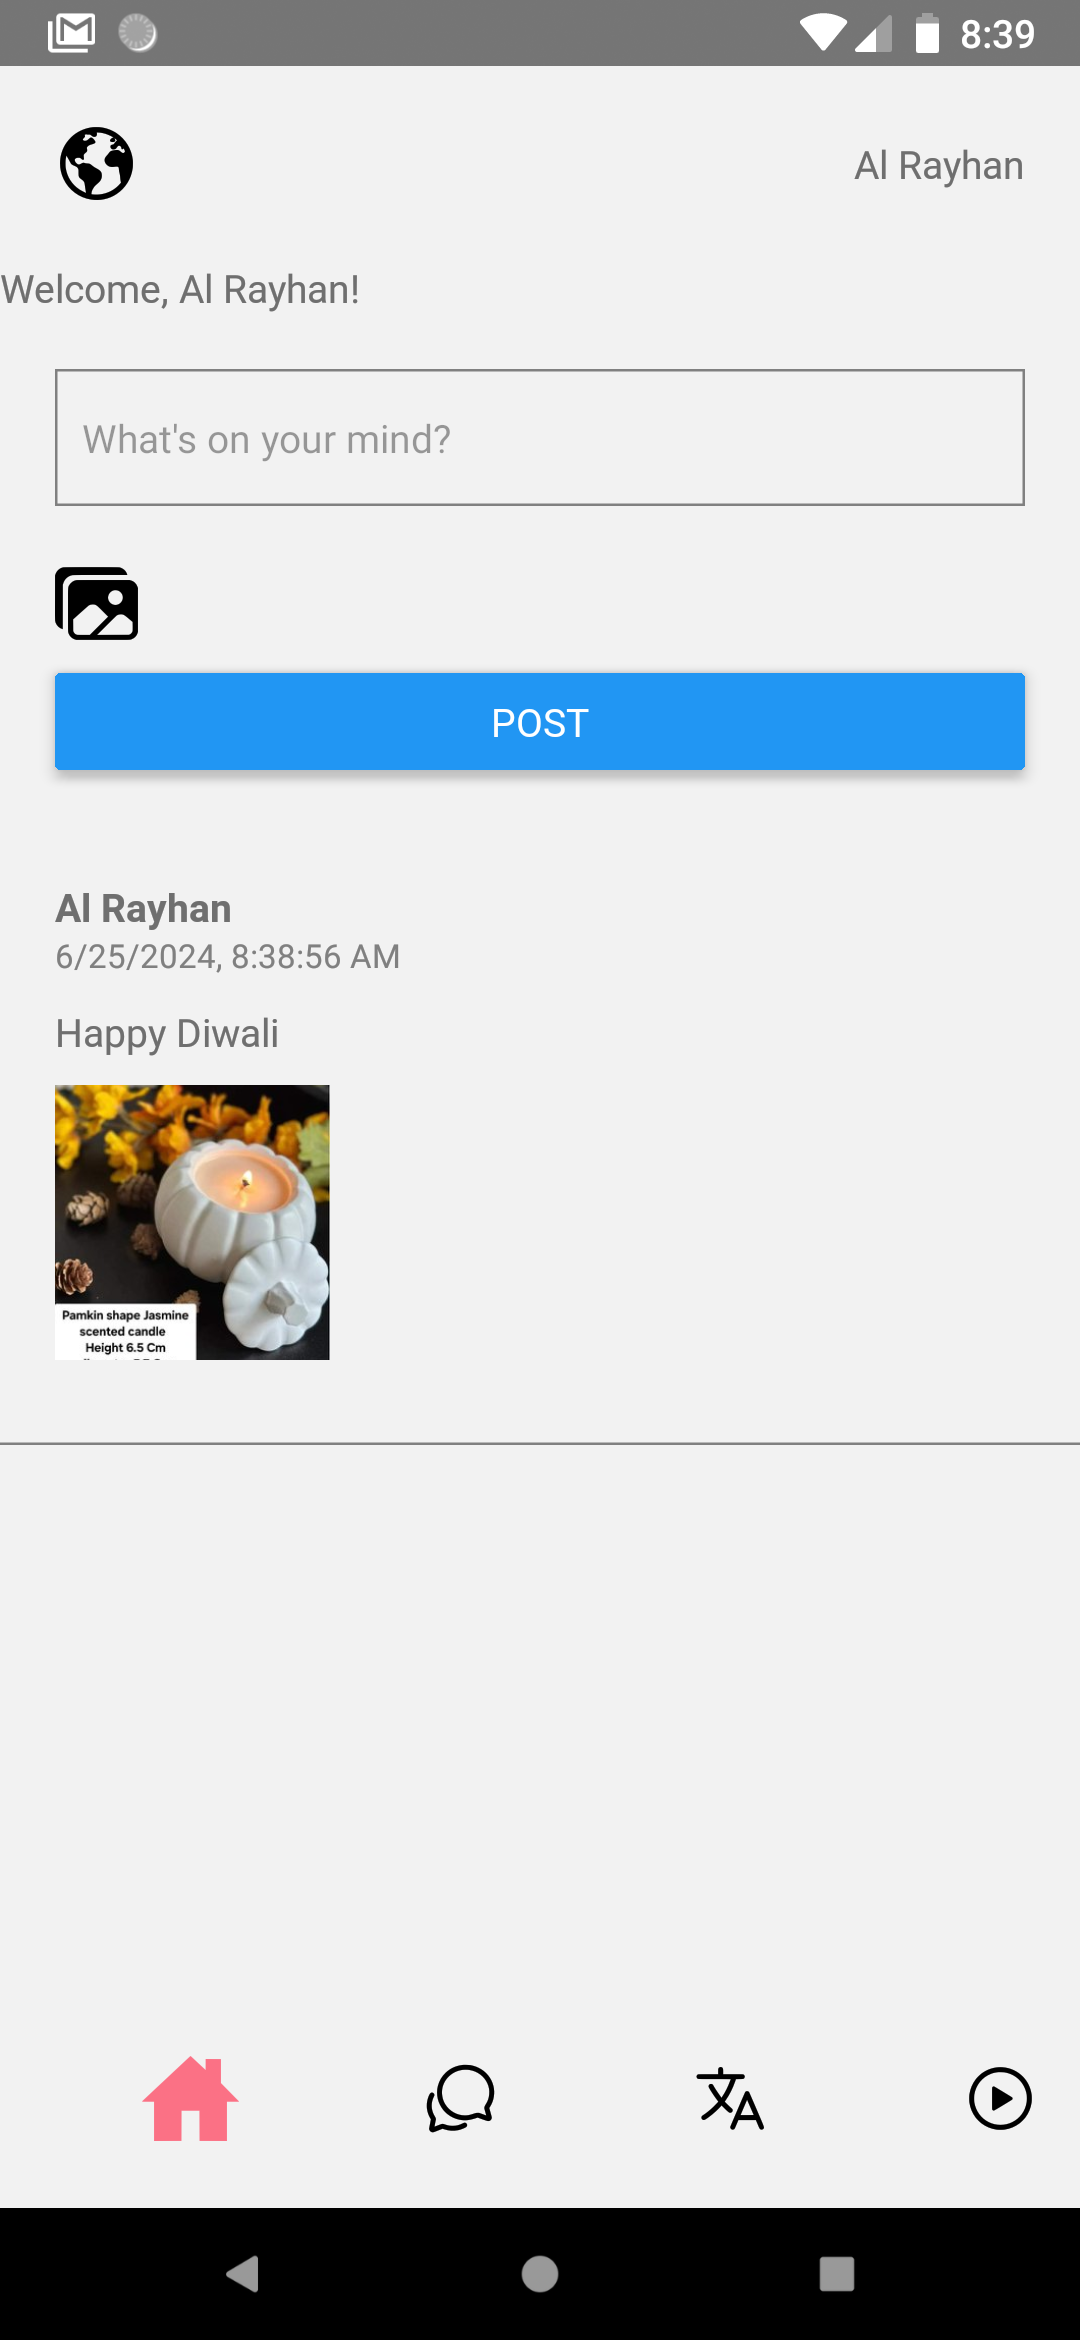 8:39
Al Rayhan
Welcome, Al Rayhan!
What's on your mind?
POST
Al Rayhan
6/25/2024, 8:38:56 AM
Happy Diwali
Pamkin shape Jasmine
scented candle
Height 6.5 Cm